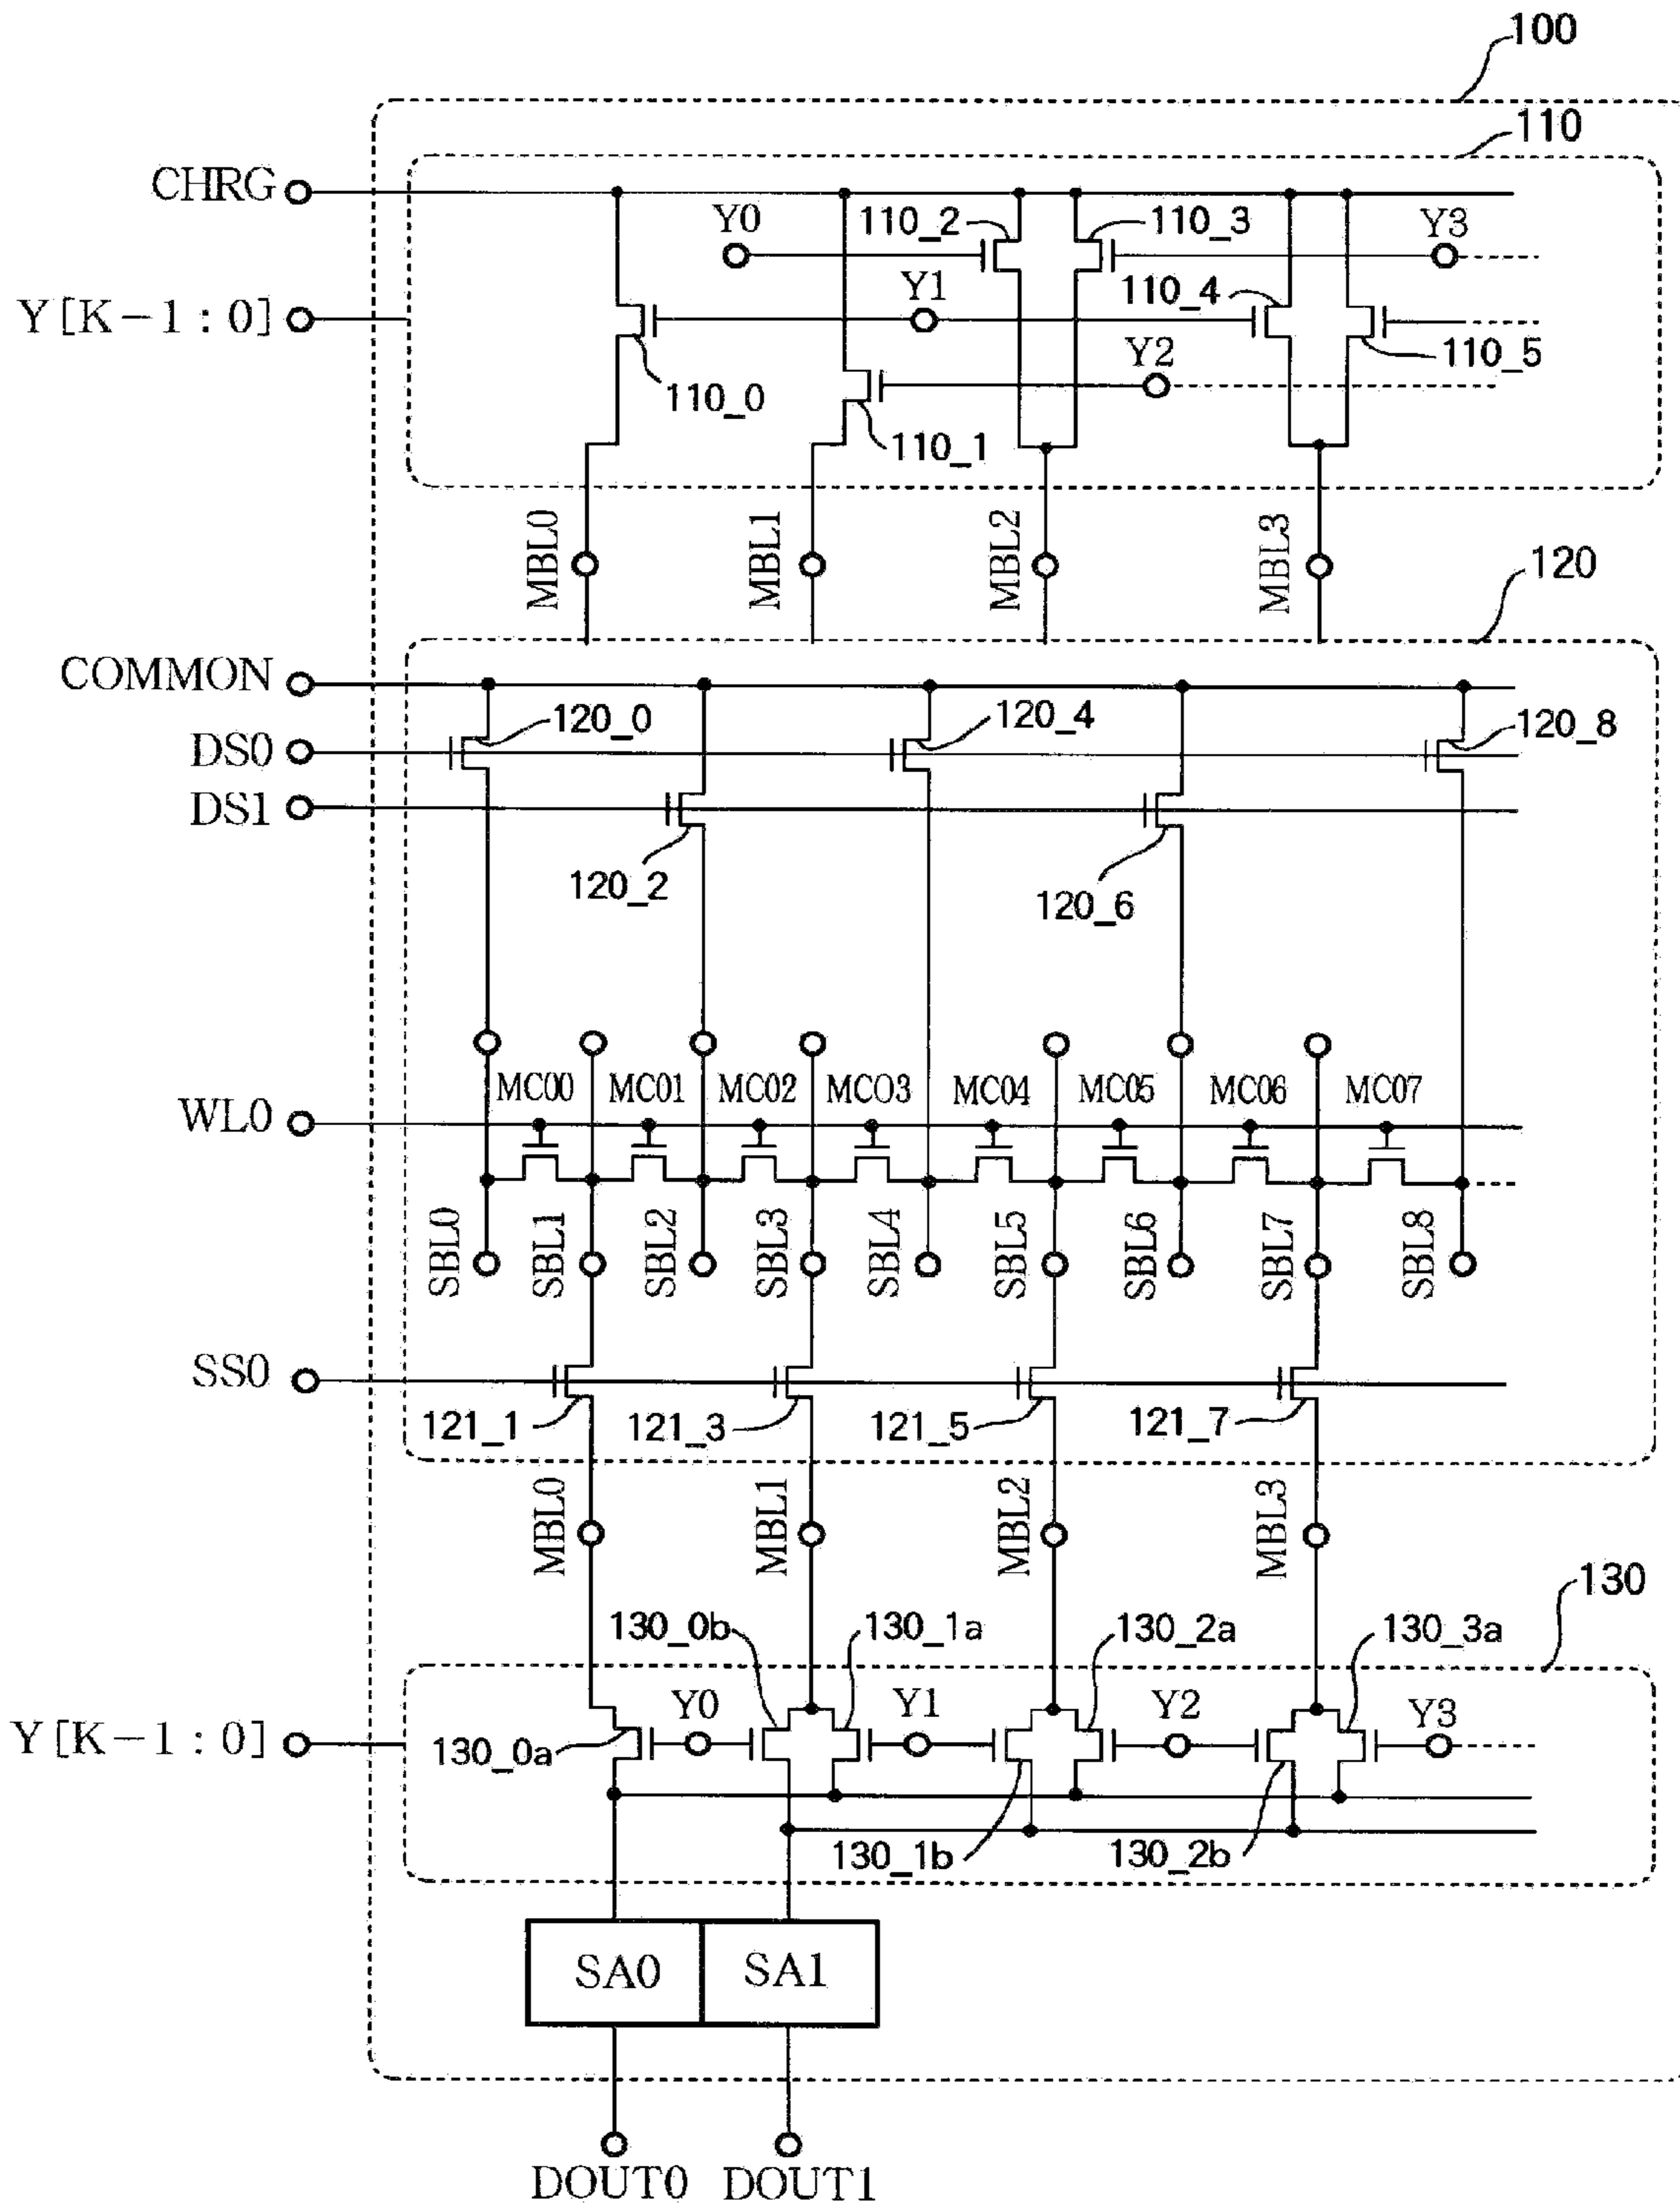 100
110
CHRG
Y0
110_2
110_3
Y3
Y1
110_4
Y[K-1:0]
Y2
110_5
110_0
110_1
MBL0
MBL1
MBL2
MBL3
120
COMMON
120_0
120_4
120_8
DS0
DS1
120_2
120_6
MC00
MC01
MC02
MCO3
MC04
MC05
MC06
MC07
WL0
SBL0
SBL1
SBL2
SBL3
SBL4
SBL5
SBL6
SBL7
SBL8
SS0
121_1
121_3
121_5
121_7
MBL0
MBL1
MBL2
MBL3
130
130_0b
130_1a
130_2a
130_3a
Y0
Y1
Y2
Y3
Y[K-1:0]
130_0a
130_1b
130_2b
SA0
SA1
DOUT0
DOUT1